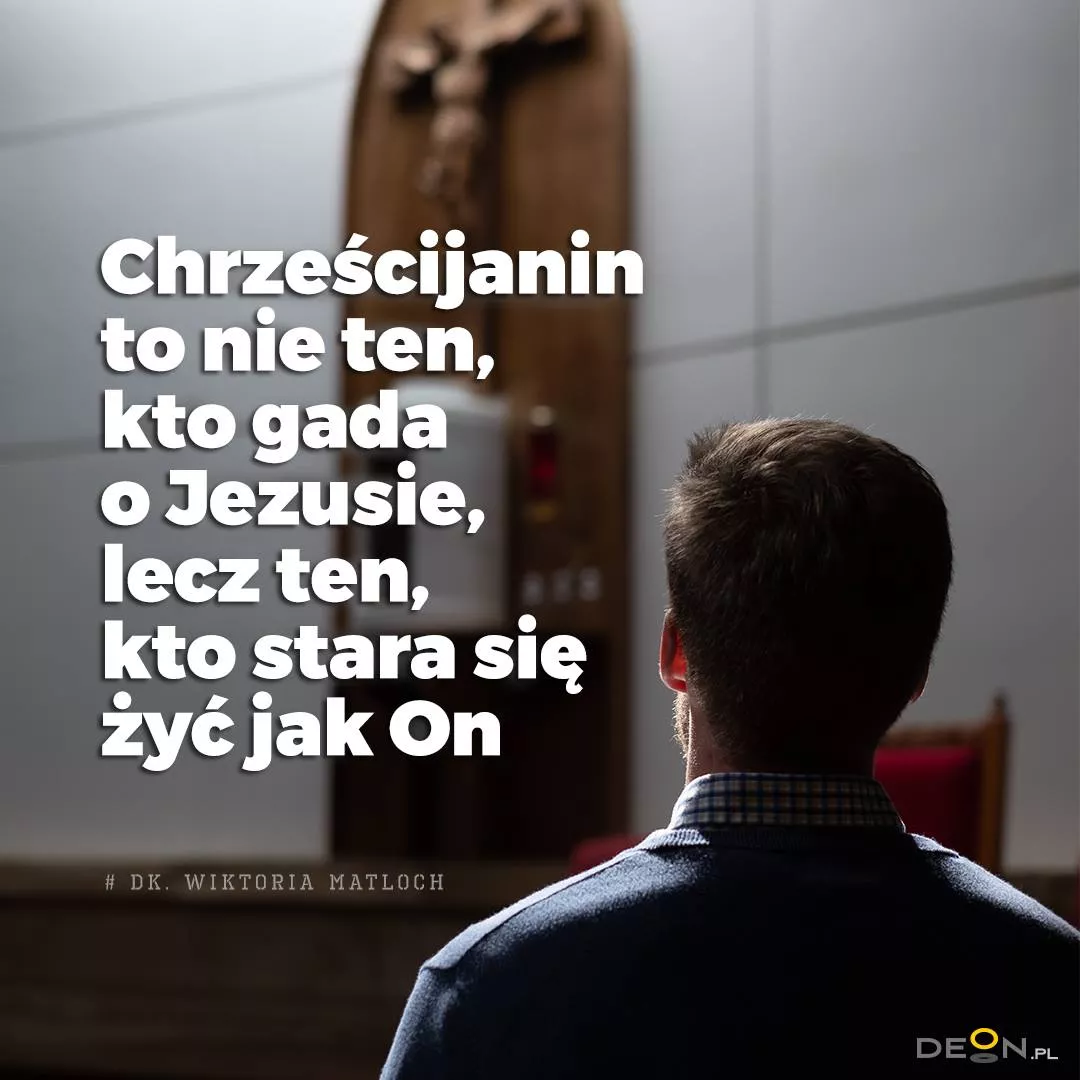 Chrześcijanin
to nie ten,
kto gada
o Jezusie,
lecz ten,
kto stara się
żyć jak On
# DK. WIKTORIA MATLOCH
DEON.PL